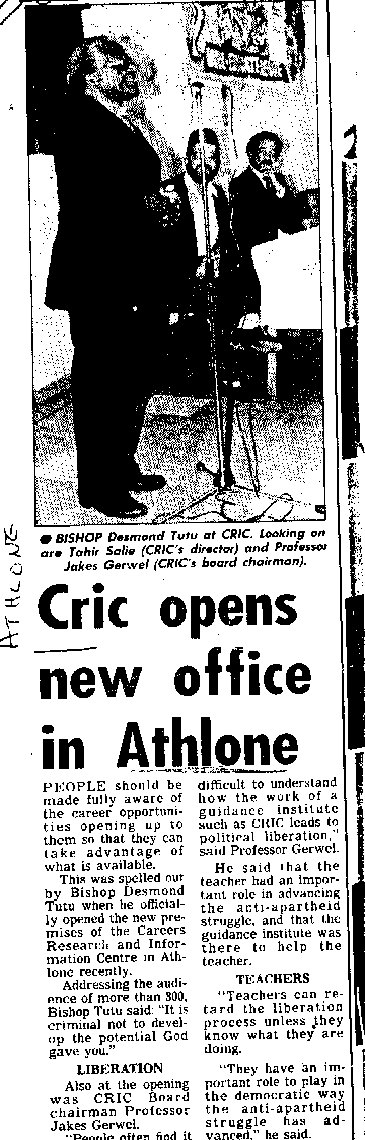 ATHLONE
● BISHOP Desmond Tutu at CRIC. Looking on
are Tahir Salie (CRIC's director) and Professor
Jakes Gerwel (CRIC's board chairman).
Cric opens
new office
in Athlone
PEOPLE should be
made fully aware of
the career opportuni-
ties opening up to
them so that they can
take advantage of
what is available.
This was spelled out
by Bishop Desmond
Tutu when he official-
ly opened the new pre-
mises of the Careers
Research and Infor-
mation Centre in Ath-
lone recently.
Addressing the audi-
ence of more than 300,
Bishop Tutu said: "It is
criminal not to devel-
op the potential God
gave you."
LIBERATION
Also at the opening
was CRIC Board
chairman Professor
Jakes Gerwel.
"People often find it
difficult to understand
how the work of a
guidance institute
such as CRIC leads to
political liberation,"
said Professor Gerwel.
He said that the
teacher had an impor-
tant role in advancing
the anti-apartheid
struggle, and that the
guidance institute was
there to help the
teacher.
TEACHERS
"Teachers can re-
tard the liberation
process unless they
know what they are
doing.
"They have an im-
portant role to play in
the democratic way
the anti-apartheid
struggle has ad-
vanced," he said.